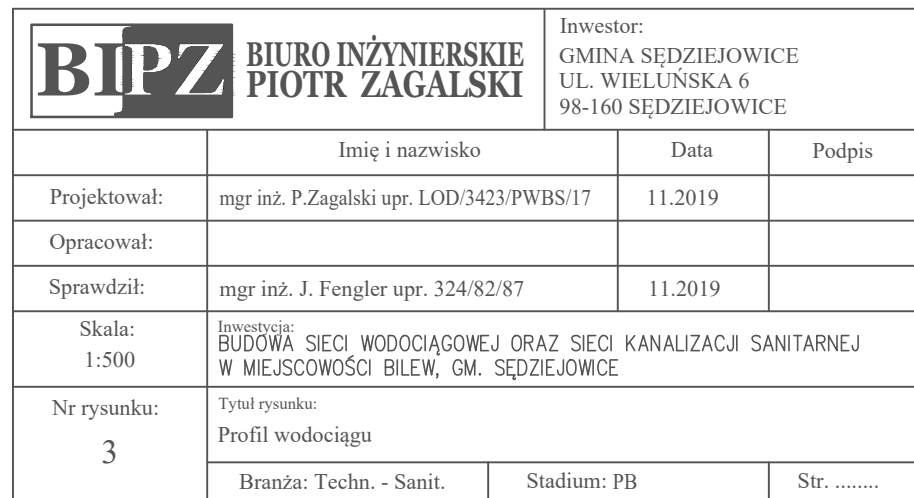 BIPZ
BIURO INŻYNIERSKIE
PIOTR ZAGALSKI
Inwestor:
GMINA SĘDZIEJOWICE
UL. WIELUŃSKA 6
98-160 SĘDZIEJOWICE
Imię i nazwisko Data Podpis
Projektował: mgr inż. P.Zagalski upr. LOD/3423/PWBS/17 11.2019
Opracował:
Sprawdził: mgr inż. J. Fengler upr. 324/82/87 11.2019
Skala:
1:500
Inwestycja:
BUDOWA SIECI WODOCIĄGOWEJ ORAZ SIECI KANALIZACJI SANITARNEJ
W MIEJSCOWOŚCI BILEW, GM. SĘDZIEJOWICE
Nr rysunku:
3
Tytuł rysunku:
Profil wodociągu
Branża: Techn. - Sanit. Stadium: PB Str. ........